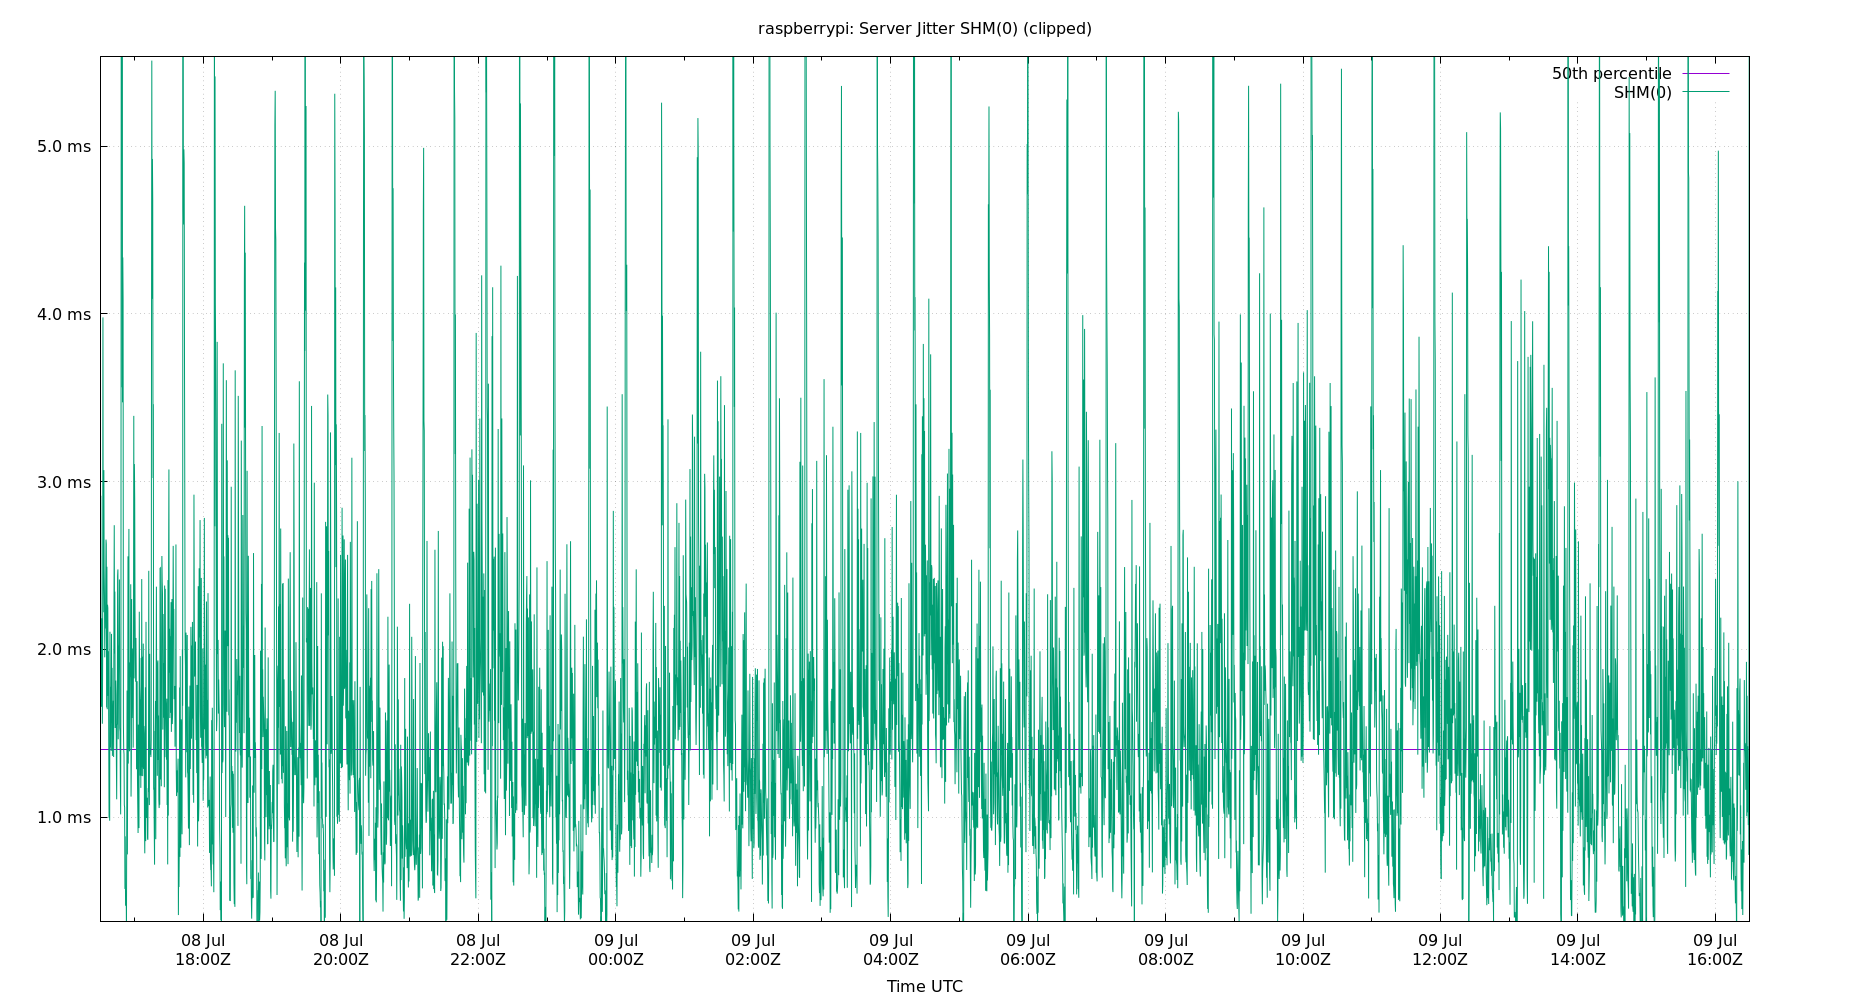 raspberrypi: Server Jitter SHM(0) (clipped)
50th percentile
SHM(0)
5.0 ms
4.0 ms
3.0 ms
2.0 ms
1.0 ms
08 Jul 08 Jul 08 Jul 09 Jul 09 Jul 09 Jul 09 Jul 09 Jul 09 Jul 09 Jul 09 Jul 09 Jul
18:00Z 20:00Z 22:00Z 00:00Z 02:00Z 04:00Z 06:00Z 08:00Z 10:00Z 12:00Z 14:00Z 16:00Z
Time UTC